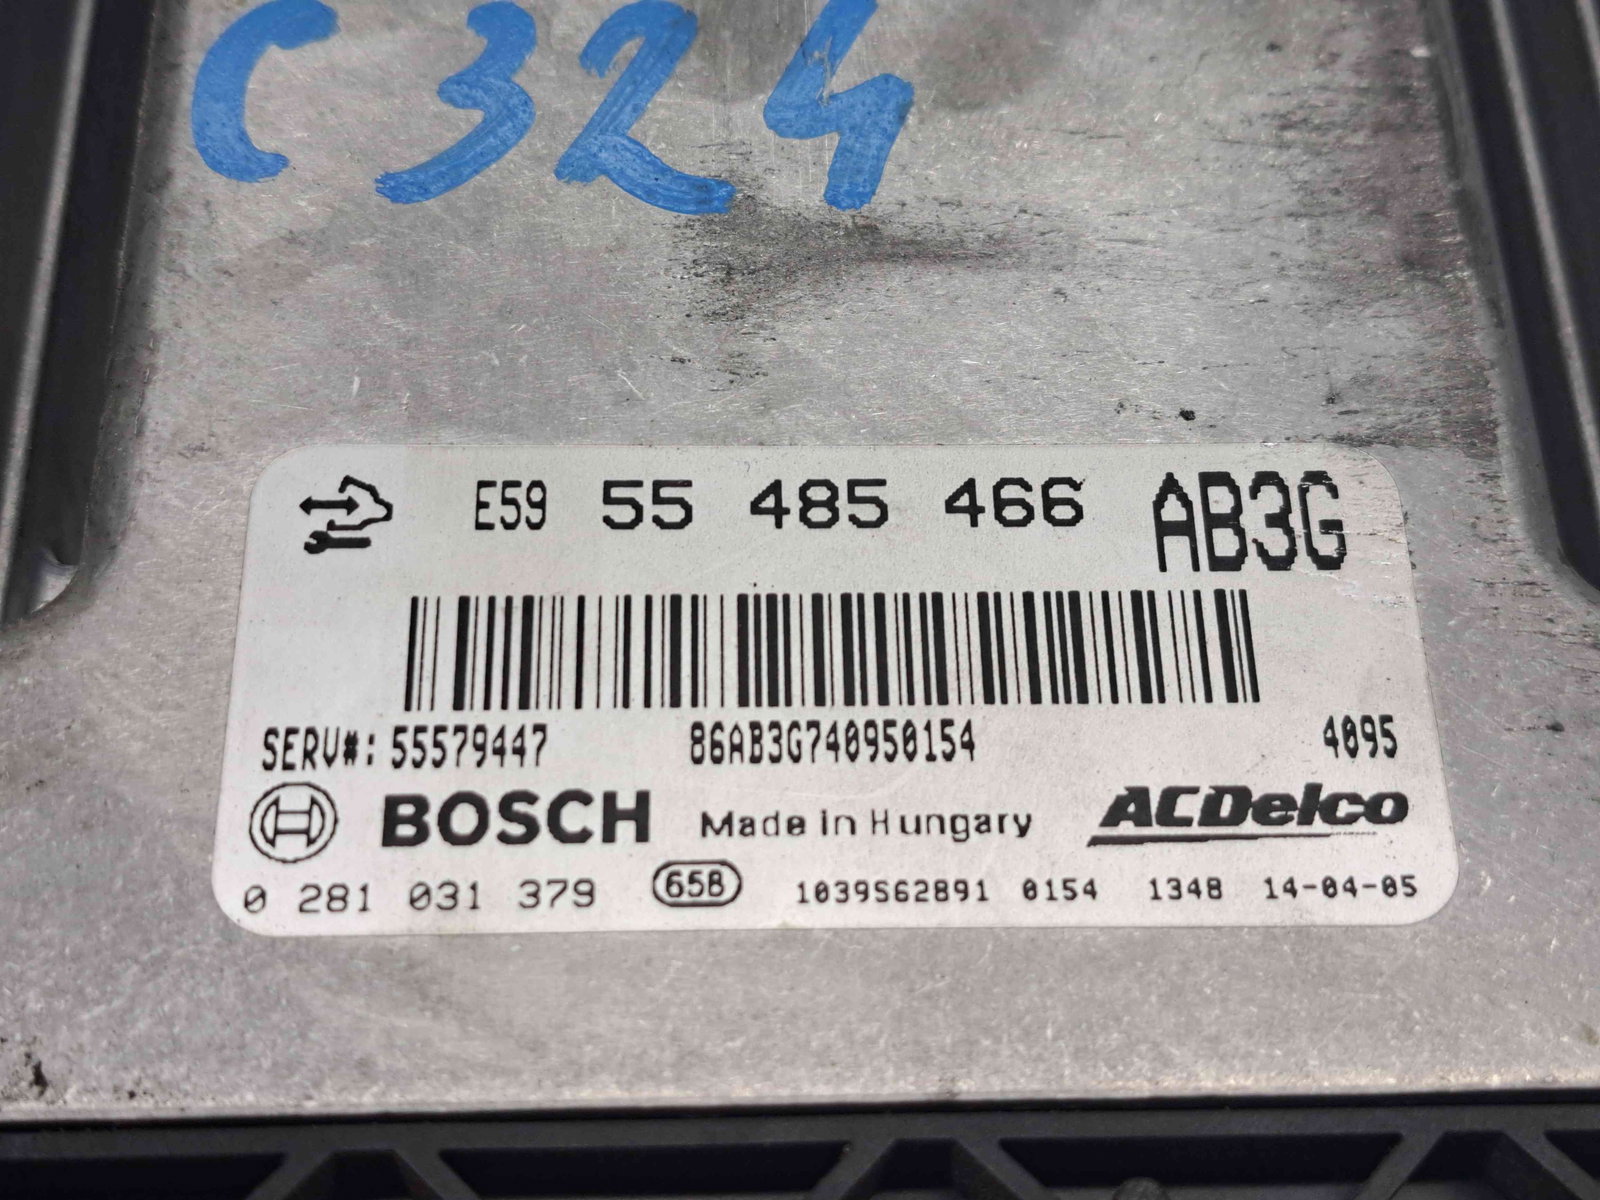 C324
E59 55 485 466 AB3G
SERV#: 55579447 86AB3G740950154 4095
BOSCH Made in Hungary ACDelco
0 281 031 379 658 1039S62891 0154 1348 14-04-05